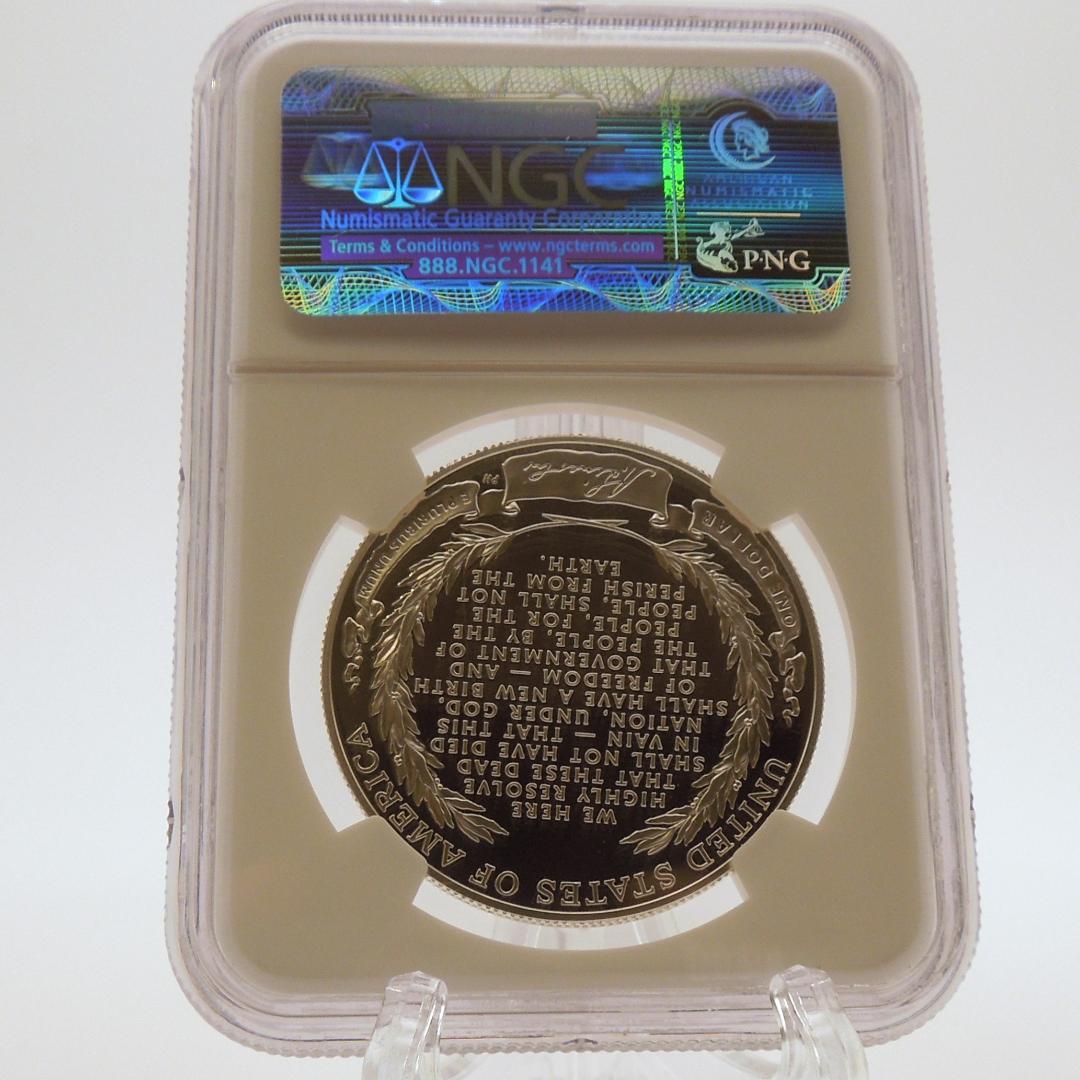 NGC
Numismatic Guaranty Corporation
Terms & Conditions – www.ngcterms.com
888.NGC.1141
NUMISMATIC
ASSOCIATION
P·N·G
UNITED STATES OF AMERICA
WE HERE
HIGHLY RESOLVE
THAT THESE DEAD
SHALL NOT HAVE DIED
IN VAIN — THAT THIS
NATION, UNDER GOD,
SHALL HAVE A NEW BIRTH
OF FREEDOM — AND
THAT GOVERNMENT OF
THE PEOPLE, BY THE
PEOPLE, FOR THE
PEOPLE, SHALL NOT
PERISH FROM THE
EARTH.
ONE DOLLAR
E PLURIBUS UNUM